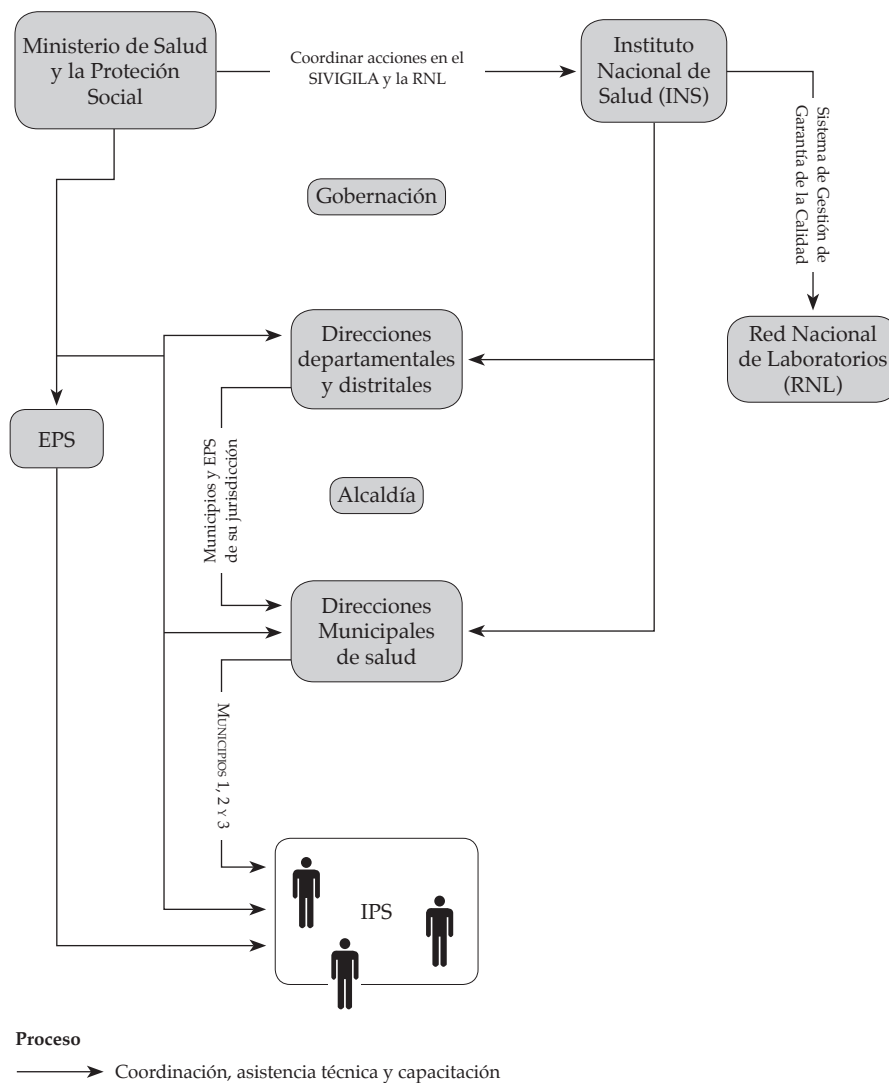 Ministerio de Salud
y la Proteción
Social
Coordinar acciones en el
SIVIGILA y la RNL
Instituto
Nacional de
Salud (INS)
Sistema de Gestión de
Garantía de la Calidad
Gobernación
Direcciones
departamentales
y distritales
Red Nacional
de Laboratorios
(RNL)
EPS
Municipios y EPS
de su jurisdicción
Alcaldía
Direcciones
Municipales
de salud
Municipios 1, 2 y 3
IPS
Proceso
Coordinación, asistencia técnica y capacitación